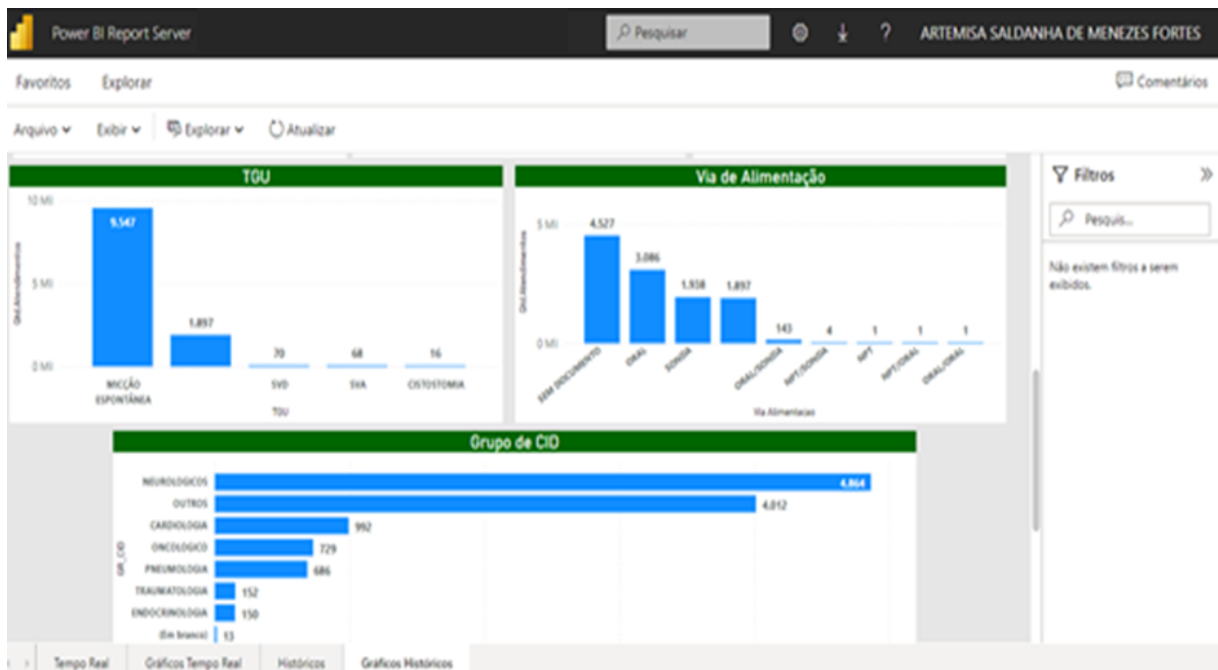 Power BI Report Server
Pesquisar
?
ARTEMISA SALDANHA DE MENEZES FORTES
Favoritos
Explorar
Comentários
Arquivo
Exibir
Explorar
Atualizar
TGU
10 Mil
5 Mil
0 Mil
Qtd.Atendimentos
9.547
1.897
70
68
16
MICÇÃO
ESPONTÂNEA
SVD
SVA
CISTOSTOMIA
TGU
Via de Alimentação
5 Mil
0 Mil
Qtd.Atendimentos
4.527
3.086
1.938
1.897
143
4
1
1
1
SEM DOCUMENTO
ORAL
SONDA
ORAL/SONDA
NPT/SONDA
NPT
NPT/ORAL
ORAL/ORAL
Via Alimentacao
Filtros
Pesquis...
Não existem filtros a serem
exibidos.
Grupo de CID
GR_CID
NEUROLOGICOS 4.864
OUTROS 4.012
CARDIOLOGIA 992
ONCOLOGICO 729
PNEUMOLOGIA 686
TRAUMATOLOGIA 152
ENDOCRINOLOGIA 150
(Em branco) 13
Tempo Real
Gráficos Tempo Real
Históricos
Gráficos Históricos